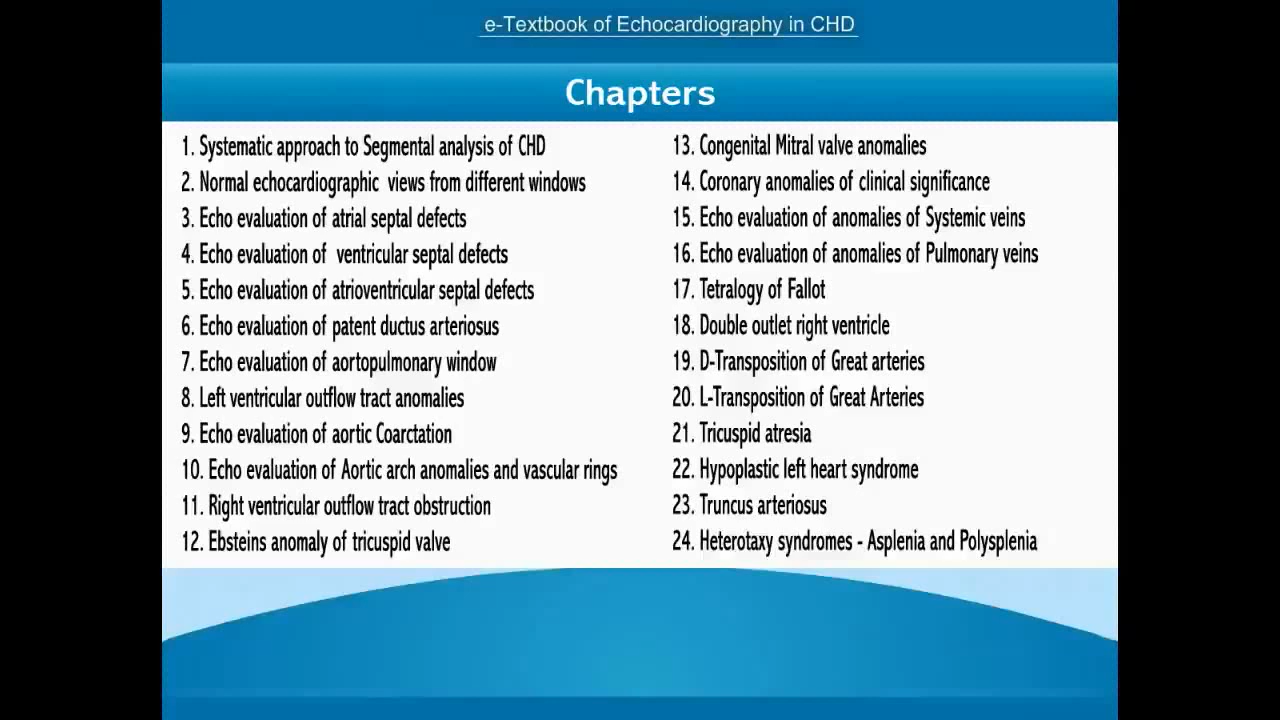 e-Textbook of Echocardiography in CHD
Chapters
1. Systematic approach to Segmental analysis of CHD
2. Normal echocardiographic views from different windows
3. Echo evaluation of atrial septal defects
4. Echo evaluation of ventricular septal defects
5. Echo evaluation of atrioventricular septal defects
6. Echo evaluation of patent ductus arteriosus
7. Echo evaluation of aortopulmonary window
8. Left ventricular outflow tract anomalies
9. Echo evaluation of aortic Coarctation
10. Echo evaluation of Aortic arch anomalies and vascular rings
11. Right ventricular outflow tract obstruction
12. Ebsteins anomaly of tricuspid valve
13. Congenital Mitral valve anomalies
14. Coronary anomalies of clinical significance
15. Echo evaluation of anomalies of Systemic veins
16. Echo evaluation of anomalies of Pulmonary veins
17. Tetralogy of Fallot
18. Double outlet right ventricle
19. D-Transposition of Great arteries
20. L-Transposition of Great Arteries
21. Tricuspid atresia
22. Hypoplastic left heart syndrome
23. Truncus arteriosus
24. Heterotaxy syndromes - Asplenia and Polysplenia